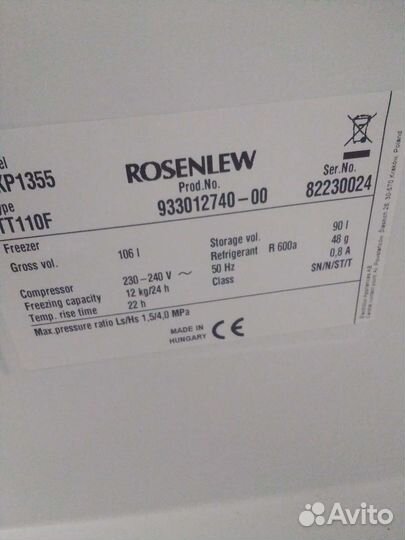 el ROSENLEW Ser.No.
XP1355 Prod.No. 82230024
ype 933012740-00
TT110F
Freezer Storage vol. 90 l
Gross vol. 106 l Refrigerant R 600a 48 g
Compressor 230-240 V ~ 50 Hz 0,8 A
Freezing capacity 12 kg/24 h Class SN/N/ST/T
Temp. rise time 22 h
Max.pressure ratio Ls/Hs 1,5/4,0 MPa
MADE IN
HUNGARY CE
Avito